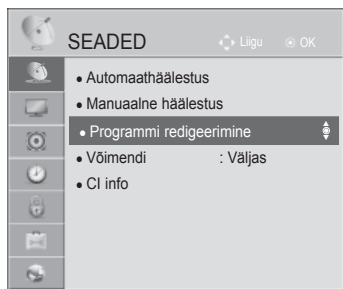 SEADED Liigu OK
• Automaathäälestus
• Manuaalne häälestus
• Programmi redigeerimine
• Võimendi : Väljas
• CI info